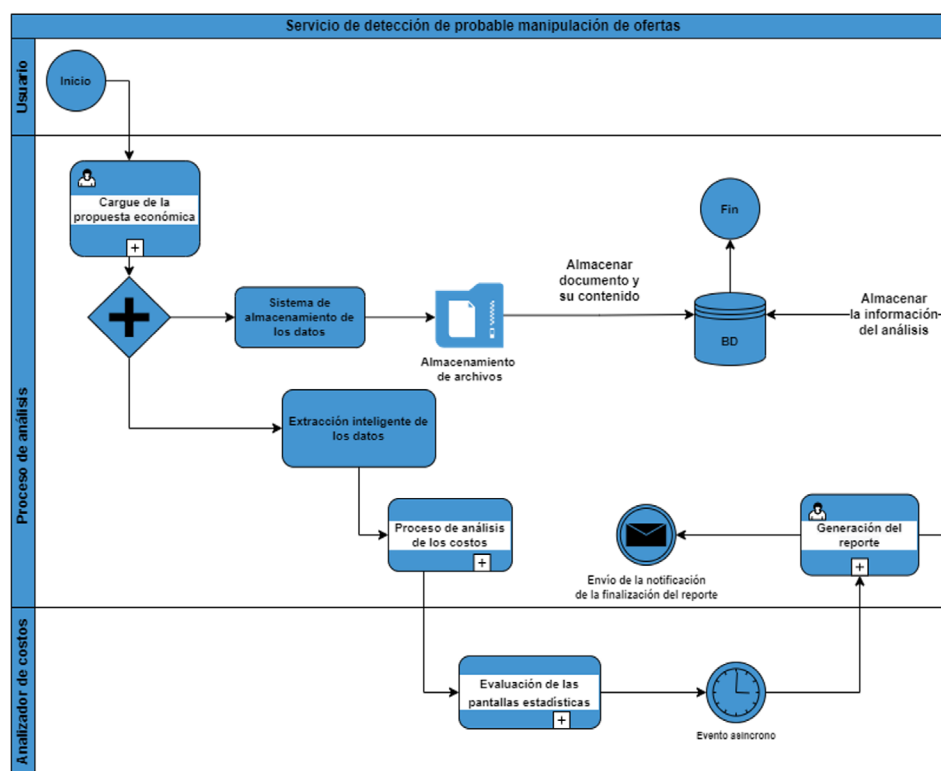 Servicio de detección de probable manipulación de ofertas
Usuario
Inicio
Proceso de análisis
Cargue de la
propuesta económica
Fin
Almacenar
documento y
su contenido
Almacenar
la información
del análisis
Sistema de
almacenamiento de
los datos
BD
Almacenamiento
de archivos
Extracción inteligente de
los datos
Proceso de análisis
de los costos
Generación del
reporte
Envío de la notificación
de la finalización del reporte
Analizador de costos
Evaluación de las
pantallas estadísticas
Evento asíncrono